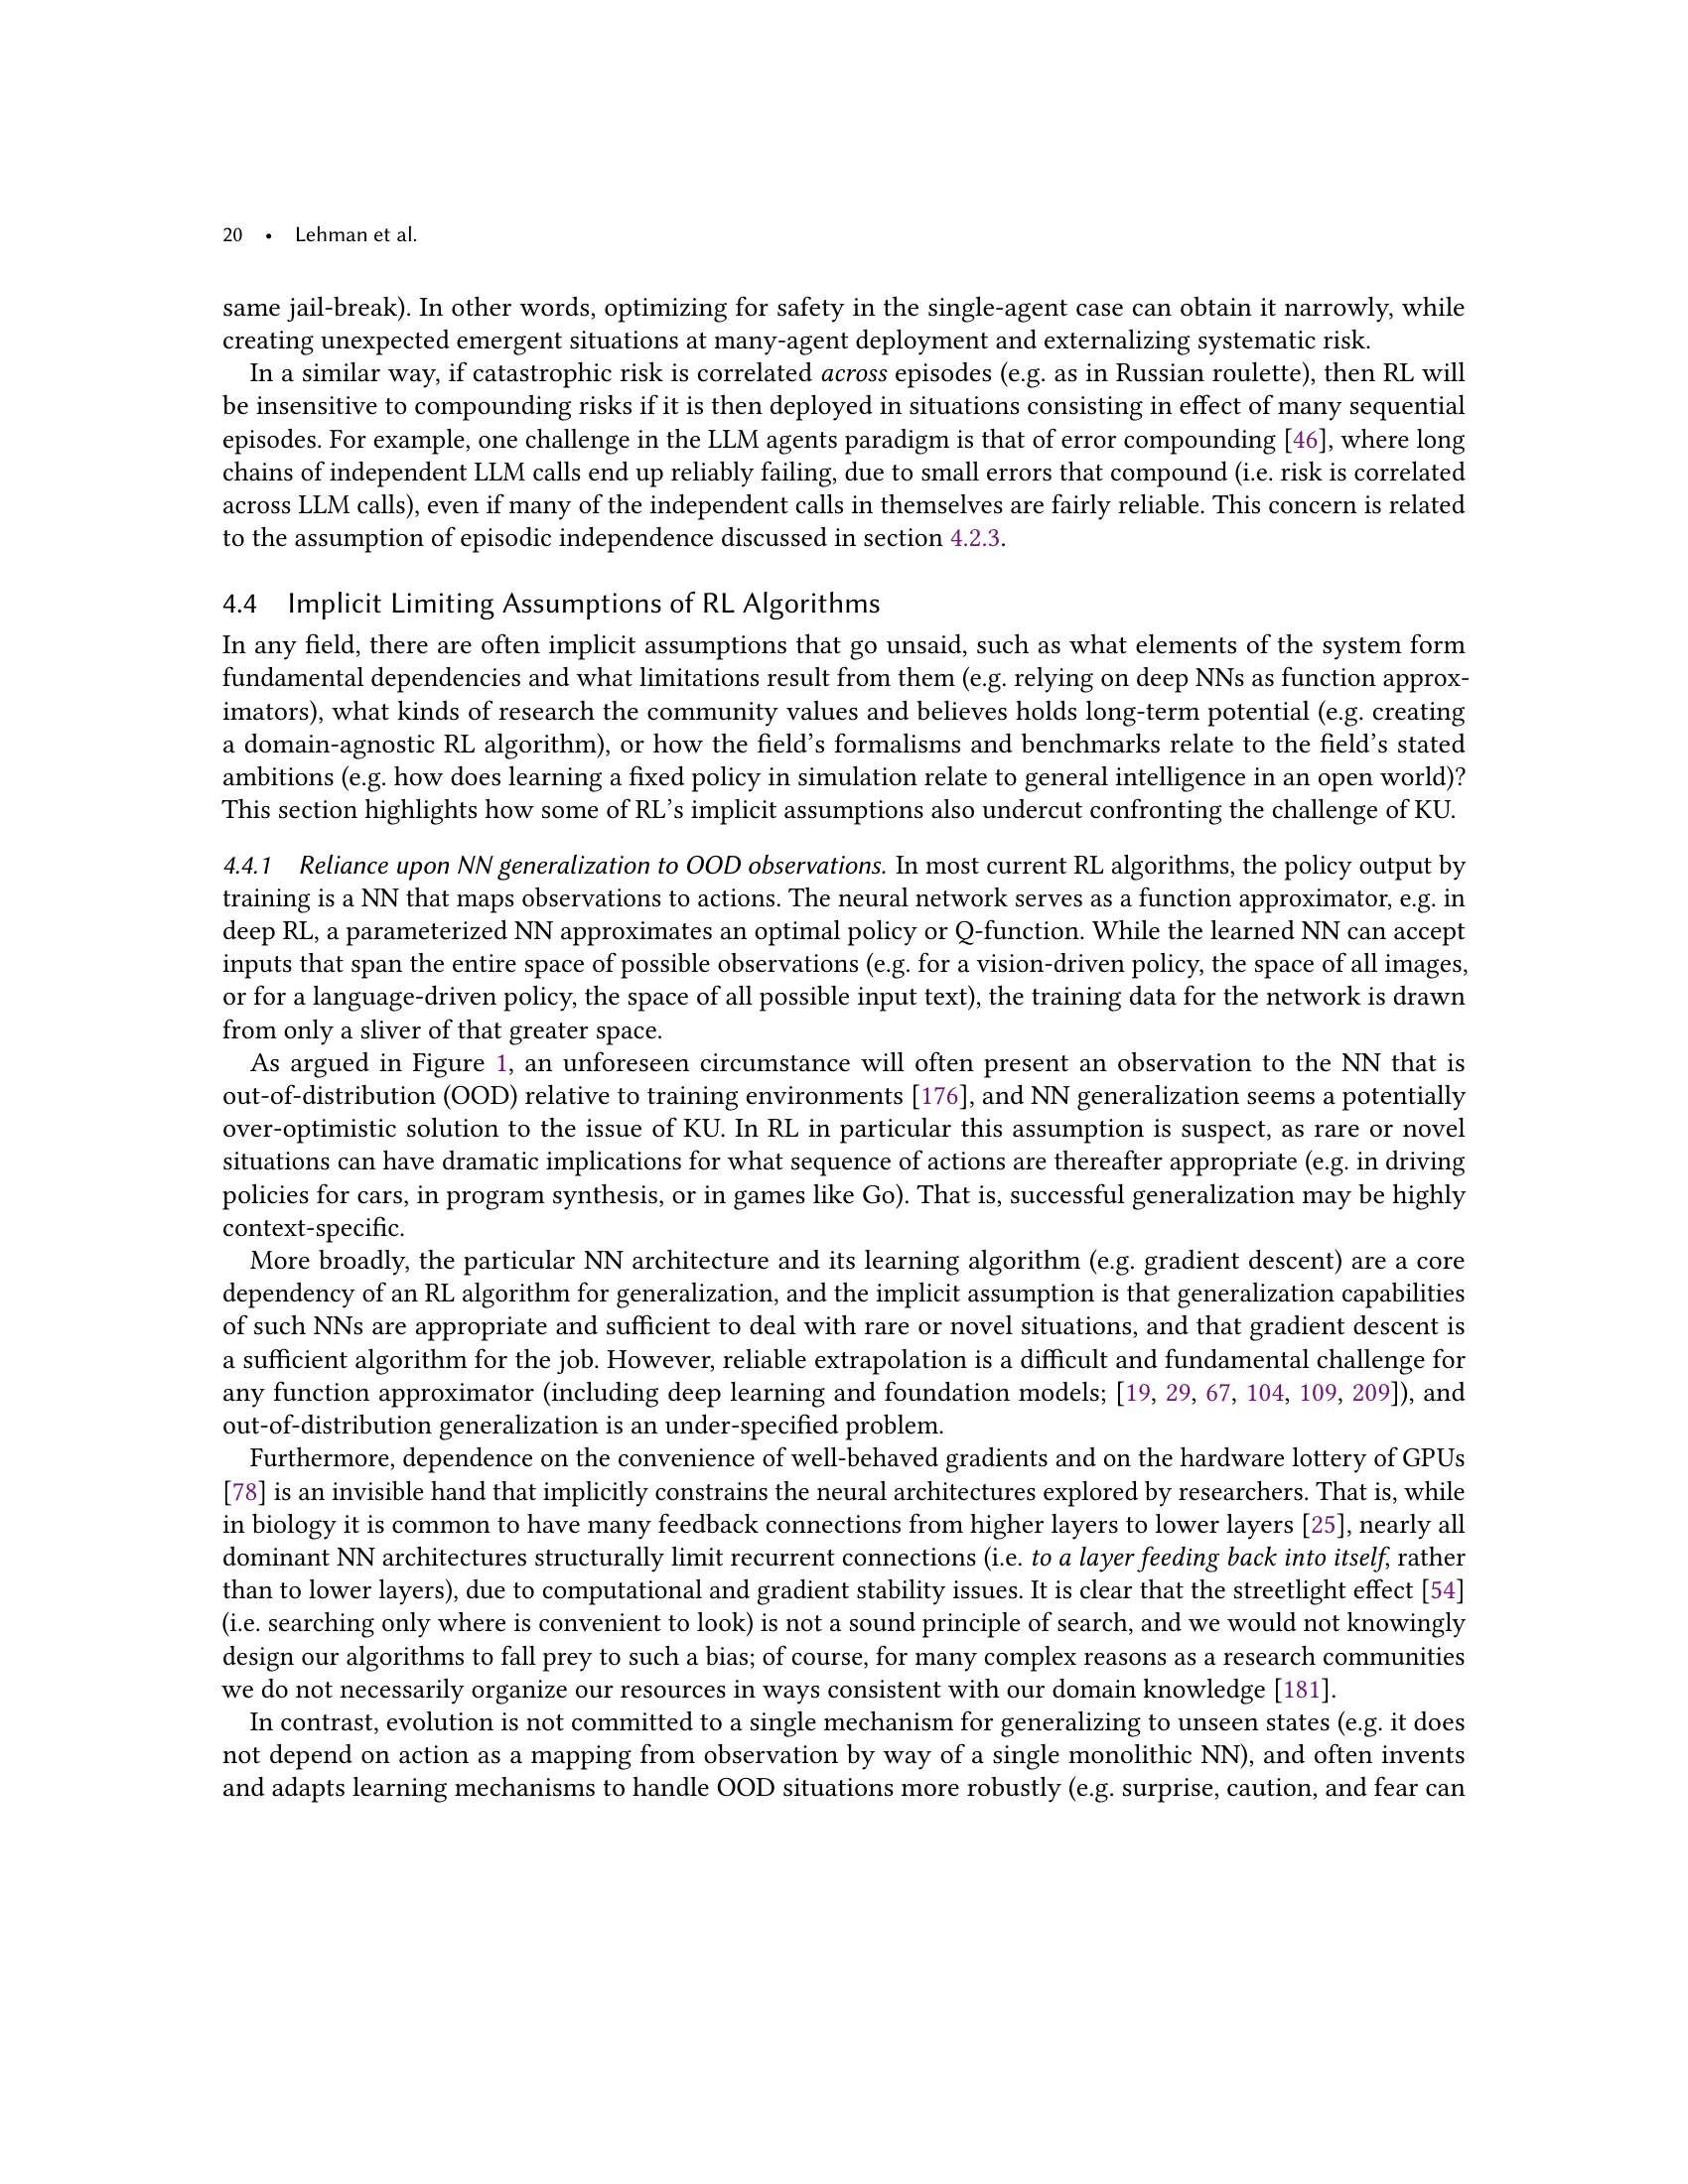 20 • Lehman et al.
same jail-break). In other words, optimizing for safety in the single-agent case can obtain it narrowly, while
creating unexpected emergent situations at many-agent deployment and externalizing systematic risk.
In a similar way, if catastrophic risk is correlated across episodes (e.g. as in Russian roulette), then RL will
be insensitive to compounding risks if it is then deployed in situations consisting in effect of many sequential
episodes. For example, one challenge in the LLM agents paradigm is that of error compounding [46], where long
chains of independent LLM calls end up reliably failing, due to small errors that compound (i.e. risk is correlated
across LLM calls), even if many of the independent calls in themselves are fairly reliable. This concern is related
to the assumption of episodic independence discussed in section 4.2.3.
4.4 Implicit Limiting Assumptions of RL Algorithms
In any field, there are often implicit assumptions that go unsaid, such as what elements of the system form
fundamental dependencies and what limitations result from them (e.g. relying on deep NNs as function approx-
imators), what kinds of research the community values and believes holds long-term potential (e.g. creating
a domain-agnostic RL algorithm), or how the field's formalisms and benchmarks relate to the field's stated
ambitions (e.g. how does learning a fixed policy in simulation relate to general intelligence in an open world)?
This section highlights how some of RL's implicit assumptions also undercut confronting the challenge of KU.
4.4.1 Reliance upon NN generalization to OOD observations. In most current RL algorithms, the policy output by
training is a NN that maps observations to actions. The neural network serves as a function approximator, e.g. in
deep RL, a parameterized NN approximates an optimal policy or Q-function. While the learned NN can accept
inputs that span the entire space of possible observations (e.g. for a vision-driven policy, the space of all images,
or for a language-driven policy, the space of all possible input text), the training data for the network is drawn
from only a sliver of that greater space.
As argued in Figure 1, an unforeseen circumstance will often present an observation to the NN that is
out-of-distribution (OOD) relative to training environments [176], and NN generalization seems a potentially
over-optimistic solution to the issue of KU. In RL in particular this assumption is suspect, as rare or novel
situations can have dramatic implications for what sequence of actions are thereafter appropriate (e.g. in driving
policies for cars, in program synthesis, or in games like Go). That is, successful generalization may be highly
context-specific.
More broadly, the particular NN architecture and its learning algorithm (e.g. gradient descent) are a core
dependency of an RL algorithm for generalization, and the implicit assumption is that generalization capabilities
of such NNs are appropriate and sufficient to deal with rare or novel situations, and that gradient descent is
a sufficient algorithm for the job. However, reliable extrapolation is a difficult and fundamental challenge for
any function approximator (including deep learning and foundation models; [19, 29, 67, 104, 109, 209]), and
out-of-distribution generalization is an under-specified problem.
Furthermore, dependence on the convenience of well-behaved gradients and on the hardware lottery of GPUs
[78] is an invisible hand that implicitly constrains the neural architectures explored by researchers. That is, while
in biology it is common to have many feedback connections from higher layers to lower layers [25], nearly all
dominant NN architectures structurally limit recurrent connections (i.e. to a layer feeding back into itself, rather
than to lower layers), due to computational and gradient stability issues. It is clear that the streetlight effect [54]
(i.e. searching only where is convenient to look) is not a sound principle of search, and we would not knowingly
design our algorithms to fall prey to such a bias; of course, for many complex reasons as a research communities
we do not necessarily organize our resources in ways consistent with our domain knowledge [181].
In contrast, evolution is not committed to a single mechanism for generalizing to unseen states (e.g. it does
not depend on action as a mapping from observation by way of a single monolithic NN), and often invents
and adapts learning mechanisms to handle OOD situations more robustly (e.g. surprise, caution, and fear can